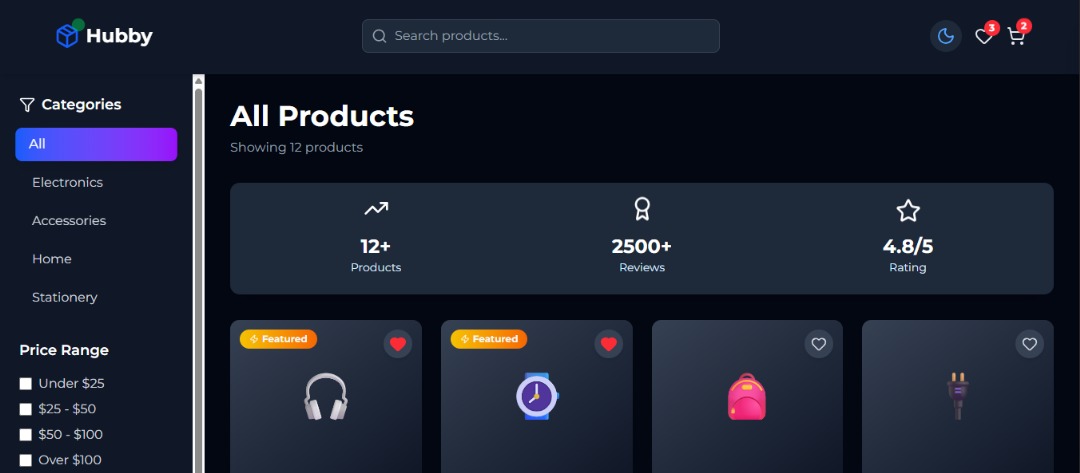 Hubby
Search products...
3
2
Categories
All
Electronics
Accessories
Home
Stationery
Price Range
Under $25
$25 - $50
$50 - $100
Over $100
All Products
Showing 12 products
12+
Products
2500+
Reviews
4.8/5
Rating
Featured
Featured